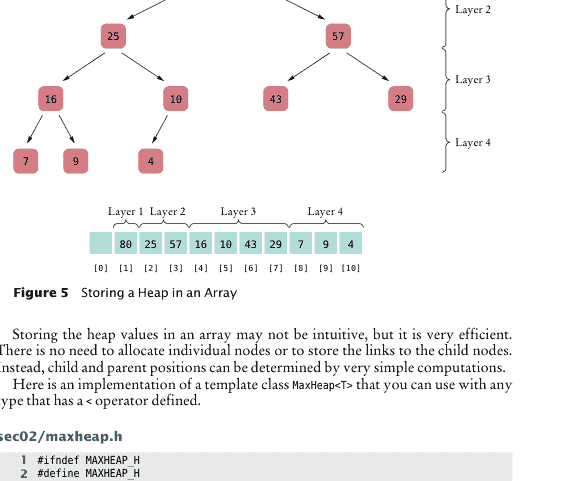 Layer 2
25
57
Layer 3
16
10
43
29
Layer 4
7
9
4
Layer 1 Layer 2 Layer 3 Layer 4
80 25 57 16 10 43 29 7 9 4
[0] [1] [2] [3] [4] [5] [6] [7] [8] [9] [10]
Figure 5 Storing a Heap in an Array
Storing the heap values in an array may not be intuitive, but it is very efficient.
There is no need to allocate individual nodes or to store the links to the child nodes.
Instead, child and parent positions can be determined by very simple computations.
Here is an implementation of a template class MaxHeap<T> that you can use with any
type that has a < operator defined.
sec02/maxheap.h
1 #ifndef MAXHEAP_H
2 #define MAXHEAP_H